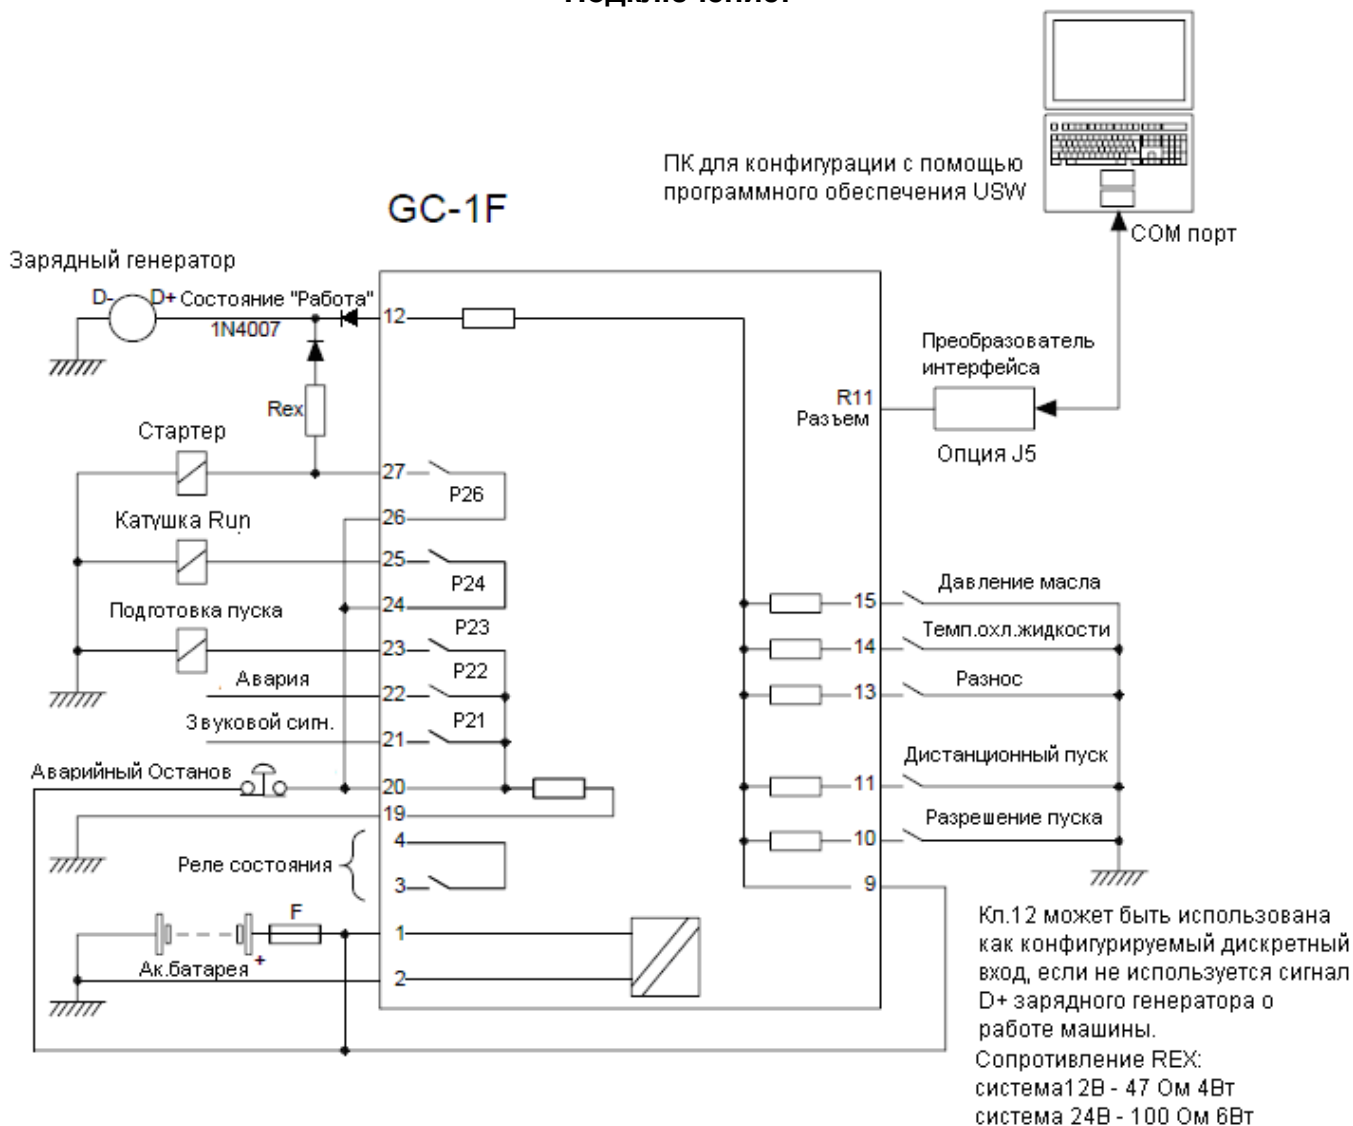 Подключение:
ПК для конфигурации с помощью
программного обеспечения USW
GC-1F
COM порт
Зарядный генератор
D- D+ Состояние "Работа"
1N4007
12
Преобразователь
интерфейса
R11
Разъем
Rex
Опция J5
Стартер
27
P26
Катушка Run
26
25
P24
Давление масла
Подготовка пуска
24
15
P23
Темп.охл.жидкости
23
14
P22
Авария
22
Разнос
13
P21
Звуковой сигн.
21
Дистанционный пуск
Аварийный Останов
20
11
19
Разрешение пуска
4
10
Реле состояния
3
9
F
1
Ак.батарея +
2
Кл.12 может быть использована
как конфигурируемый дискретный
вход, если не используется сигнал
D+ зарядного генератора о
работе машины.
Сопротивление REX:
система12В - 47 Ом 4Вт
система 24В - 100 Ом 6Вт